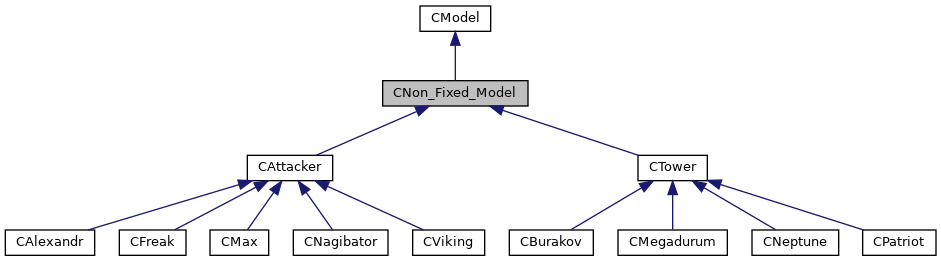 CModel
CNon_Fixed_Model
CAttacker
CTower
CAlexandr
CFreak
CMax
CNagibator
CViking
CBurakov
CMegadurum
CNeptune
CPatriot